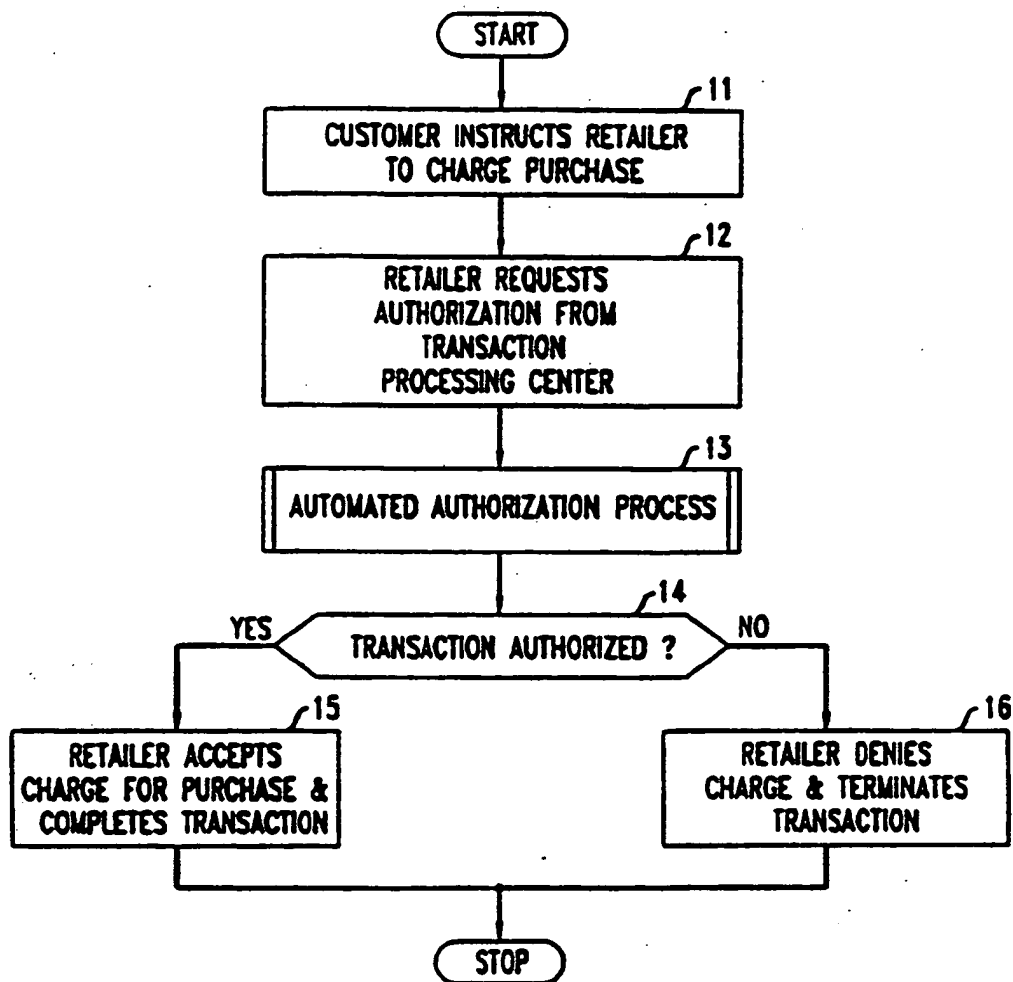 START
11
CUSTOMER INSTRUCTS RETAILER
TO CHARGE PURCHASE
12
RETAILER REQUESTS
AUTHORIZATION FROM
TRANSACTION
PROCESSING CENTER
13
AUTOMATED AUTHORIZATION PROCESS
14
YES
TRANSACTION AUTHORIZED ?
NO
15
RETAILER ACCEPTS
CHARGE FOR PURCHASE &
COMPLETES TRANSACTION
16
RETAILER DENIES
CHARGE & TERMINATES
TRANSACTION
STOP